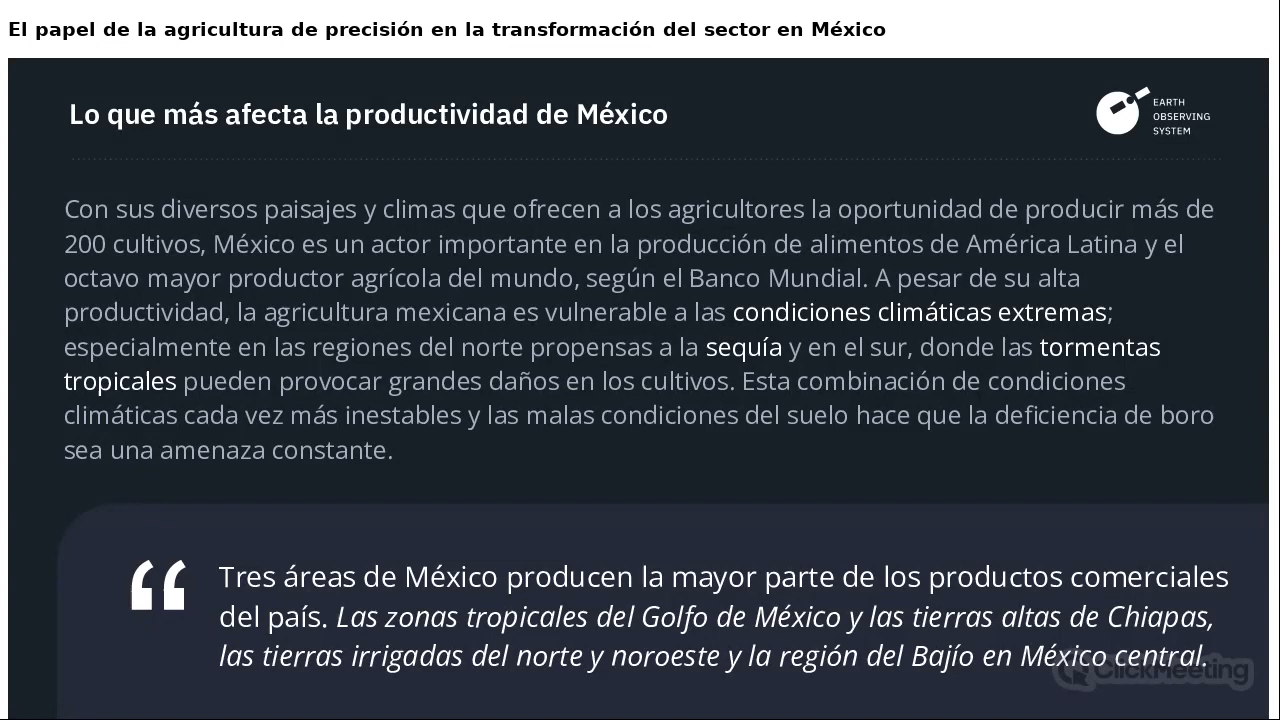 El papel de la agricultura de precisión en la transformación del sector en México
Lo que más afecta la productividad de México
EARTH
OBSERVING
SYSTEM
Con sus diversos paisajes y climas que ofrecen a los agricultores la oportunidad de producir más de
200 cultivos, México es un actor importante en la producción de alimentos de América Latina y el
octavo mayor productor agrícola del mundo, según el Banco Mundial. A pesar de su alta
productividad, la agricultura mexicana es vulnerable a las condiciones climáticas extremas;
especialmente en las regiones del norte propensas a la sequía y en el sur, donde las tormentas
tropicales pueden provocar grandes daños en los cultivos. Esta combinación de condiciones
climáticas cada vez más inestables y las malas condiciones del suelo hace que la deficiencia de boro
sea una amenaza constante.
“ Tres áreas de México producen la mayor parte de los productos comerciales
del país. Las zonas tropicales del Golfo de México y las tierras altas de Chiapas,
las tierras irrigadas del norte y noroeste y la región del Bajío en México central.
ClickMeeting